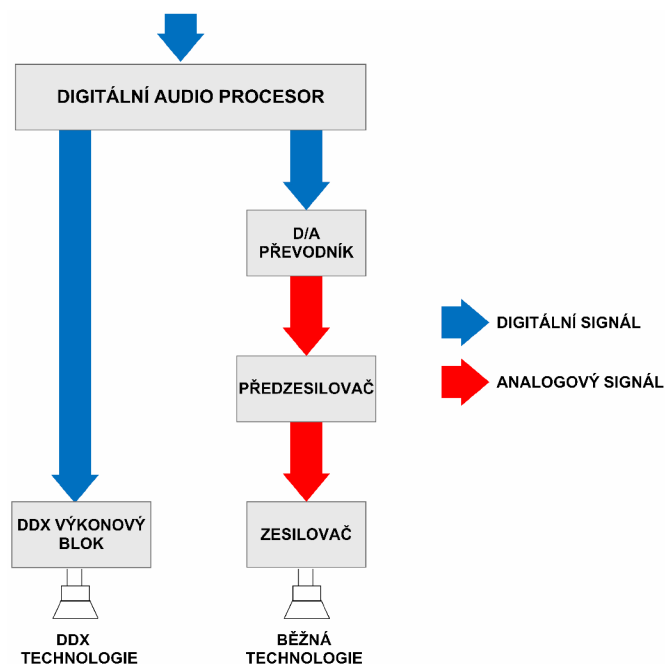 DIGITÁLNÍ AUDIO PROCESOR
D/A
PŘEVODNÍK
DIGITÁLNÍ SIGNÁL
ANALOGOVÝ SIGNÁL
PŘEDZESILOVAČ
DDX VÝKONOVÝ
BLOK
ZESILOVAČ
DDX
TECHNOLOGIE
BĚŽNÁ
TECHNOLOGIE